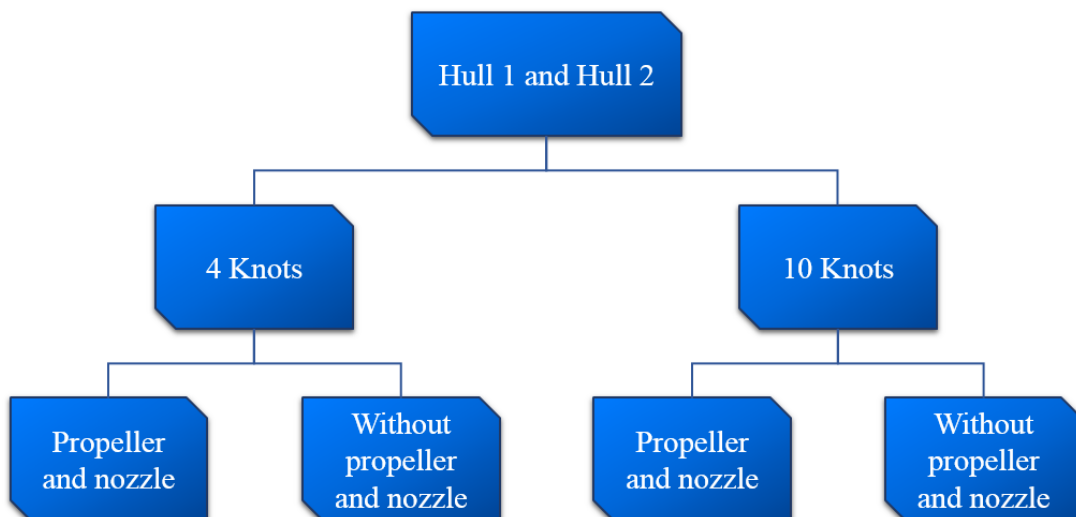 Hull 1 and Hull 2
4 Knots
10 Knots
Propeller
and nozzle
Without
propeller
and nozzle
Propeller
and nozzle
Without
propeller
and nozzle